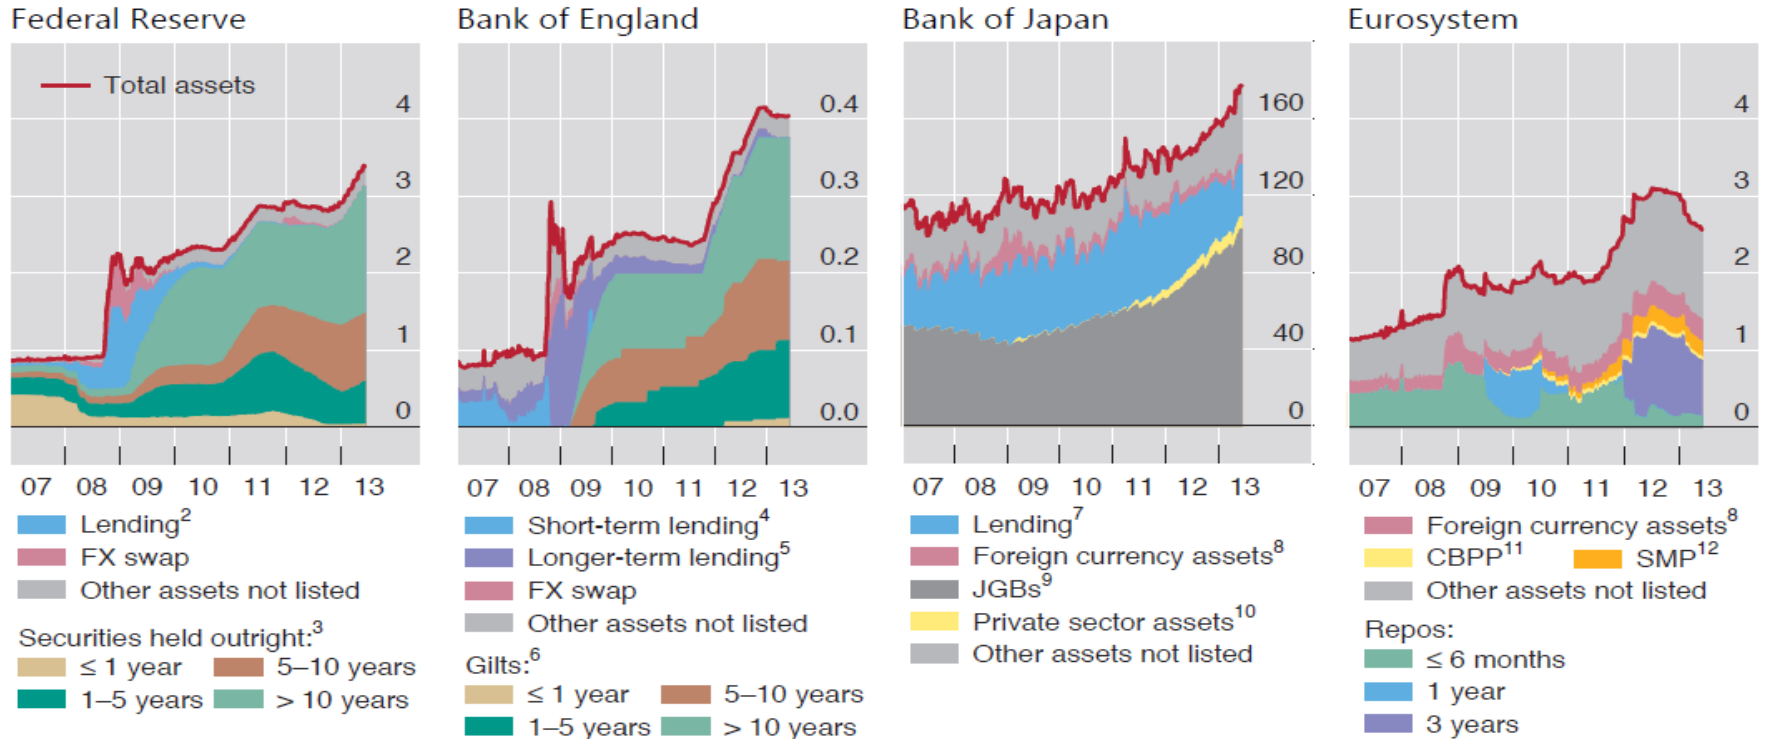 Federal Reserve
Total assets
4
3
2
1
0
07 08 09 10 11 12 13
Lending2
FX swap
Other assets not listed
Securities held outright:3
≤ 1 year 5–10 years
1–5 years > 10 years
Bank of England
0.4
0.3
0.2
0.1
0.0
07 08 09 10 11 12 13
Short-term lending4
Longer-term lending5
FX swap
Other assets not listed
Gilts:6
≤ 1 year 5–10 years
1–5 years > 10 years
Bank of Japan
160
120
80
40
0
07 08 09 10 11 12 13
Lending7
Foreign currency assets8
JGBs9
Private sector assets10
Other assets not listed
Eurosystem
4
3
2
1
0
07 08 09 10 11 12 13
Foreign currency assets8
CBPP11 SMP12
Other assets not listed
Repos:
≤ 6 months
1 year
3 years